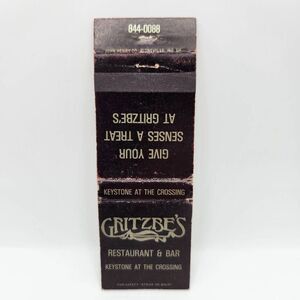 844-0088
GIVE YOUR
SENSES A TREAT
AT GRITZBE'S
KEYSTONE AT THE CROSSING
GRITZBE'S
RESTAURANT & BAR
KEYSTONE AT THE CROSSING